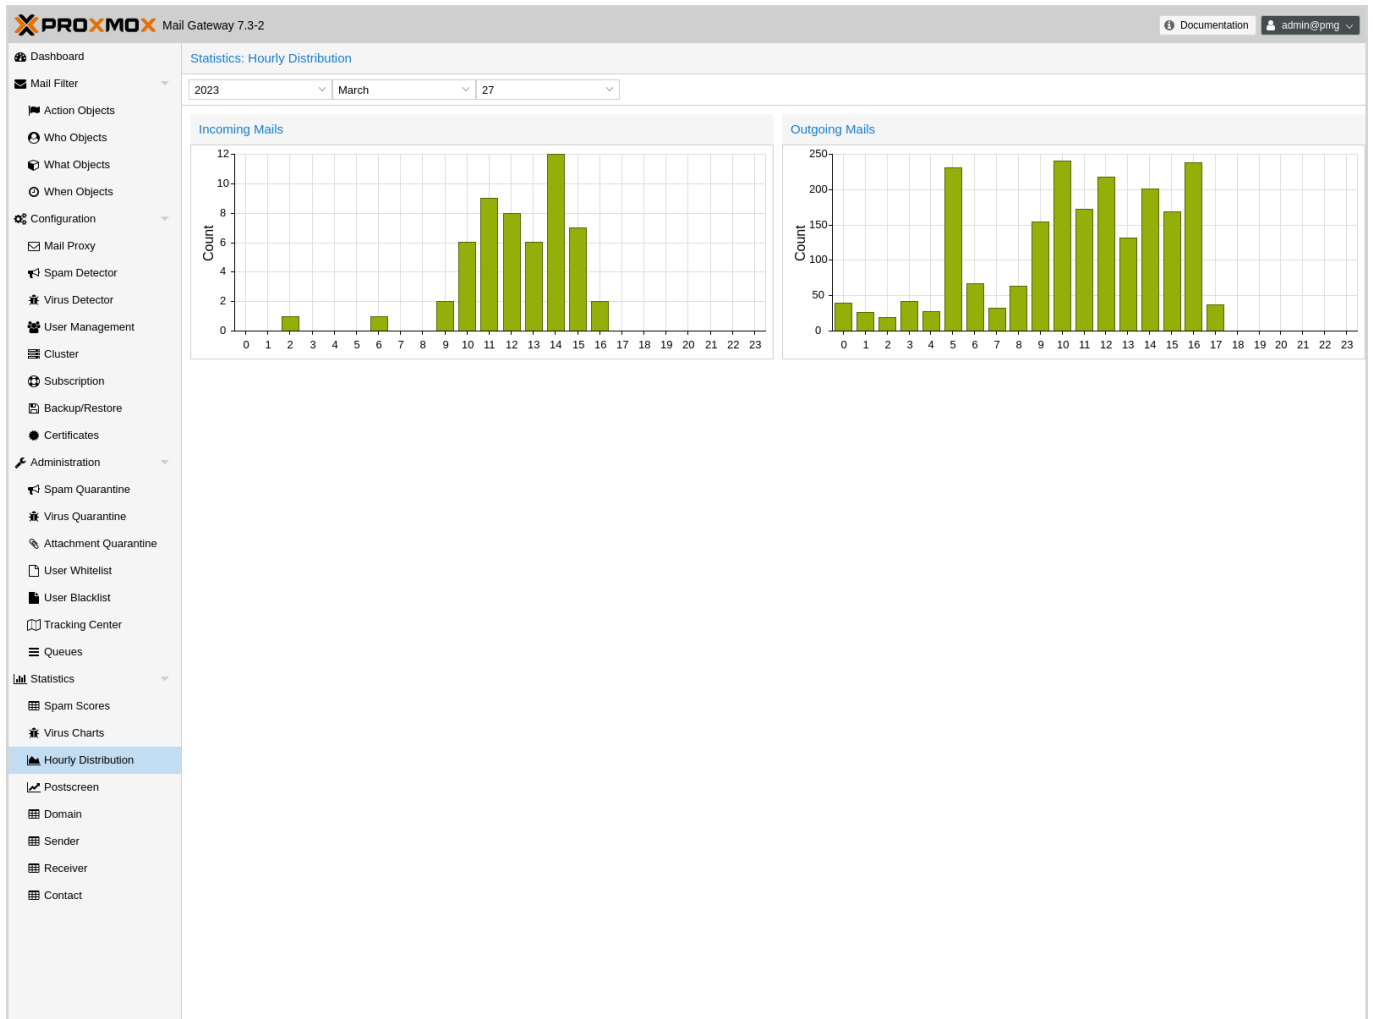 PROXMOX Mail Gateway 7.3-2
Documentation
admin@pmg
Dashboard
Mail Filter
Action Objects
Who Objects
What Objects
When Objects
Configuration
Mail Proxy
Spam Detector
Virus Detector
User Management
Cluster
Subscription
Backup/Restore
Certificates
Administration
Spam Quarantine
Virus Quarantine
Attachment Quarantine
User Whitelist
User Blacklist
Tracking Center
Queues
Statistics
Spam Scores
Virus Charts
Hourly Distribution
Postscreen
Domain
Sender
Receiver
Contact
Statistics: Hourly Distribution
2023 March 27
Incoming Mails
Count
12
10
8
6
4
2
0
0 1 2 3 4 5 6 7 8 9 10 11 12 13 14 15 16 17 18 19 20 21 22 23
Outgoing Mails
Count
250
200
150
100
50
0
0 1 2 3 4 5 6 7 8 9 10 11 12 13 14 15 16 17 18 19 20 21 22 23